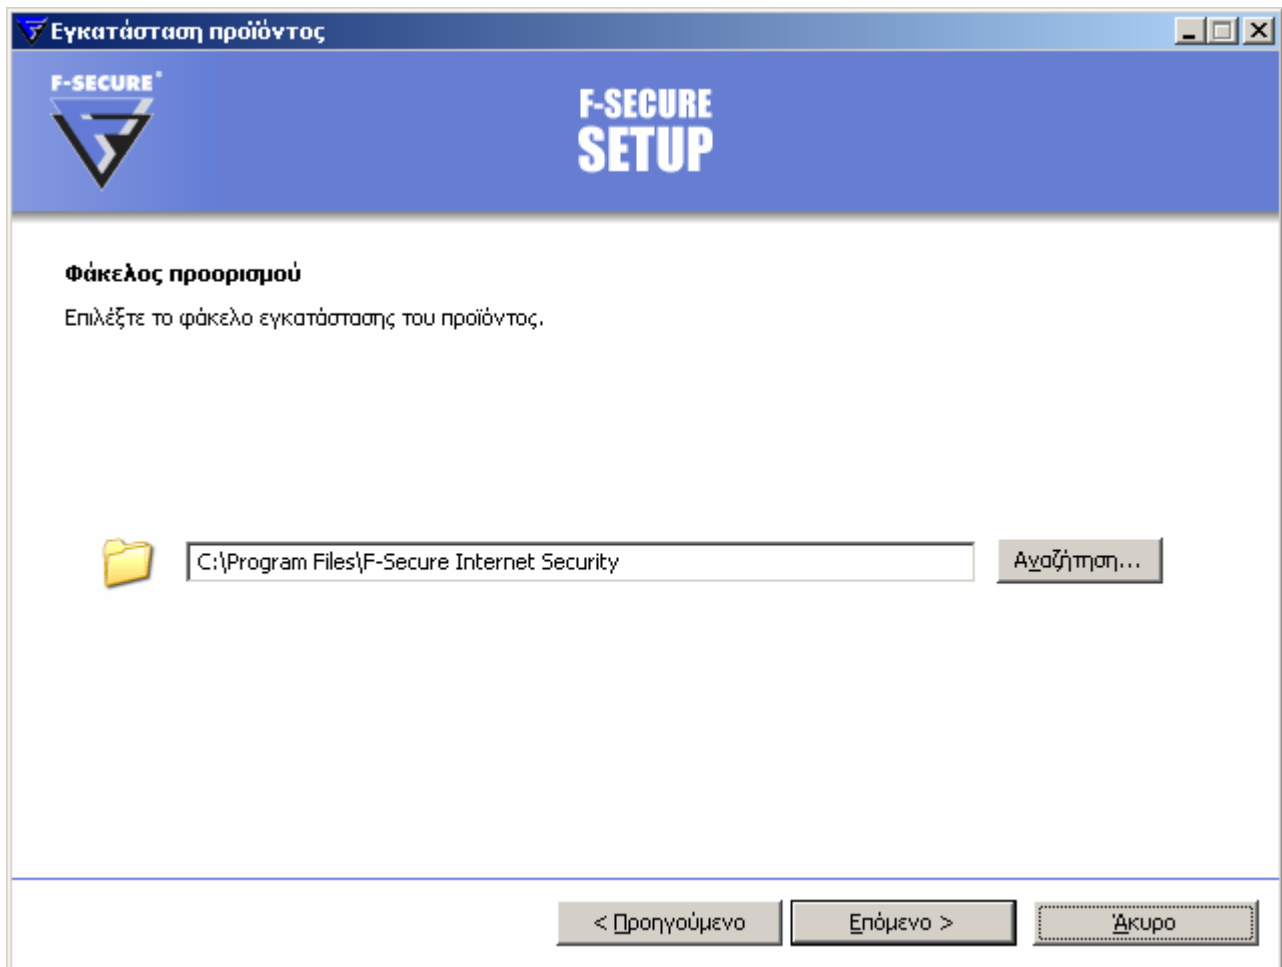 Εγκατάσταση προϊόντος
F-SECURE®
F-SECURE
SETUP
Φάκελος προορισμού
Επιλέξτε το φάκελο εγκατάστασης του προϊόντος.
C:\Program Files\F-Secure Internet Security
Αναζήτηση...
< Προηγούμενο
Επόμενο >
Άκυρο